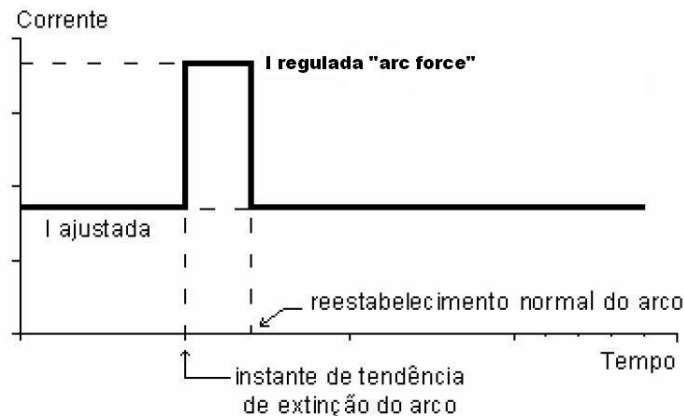 Corrente
I regulada "arc force"
I ajustada
reestabelecimento normal do arco
Tempo
instante de tendência
de extinção do arco